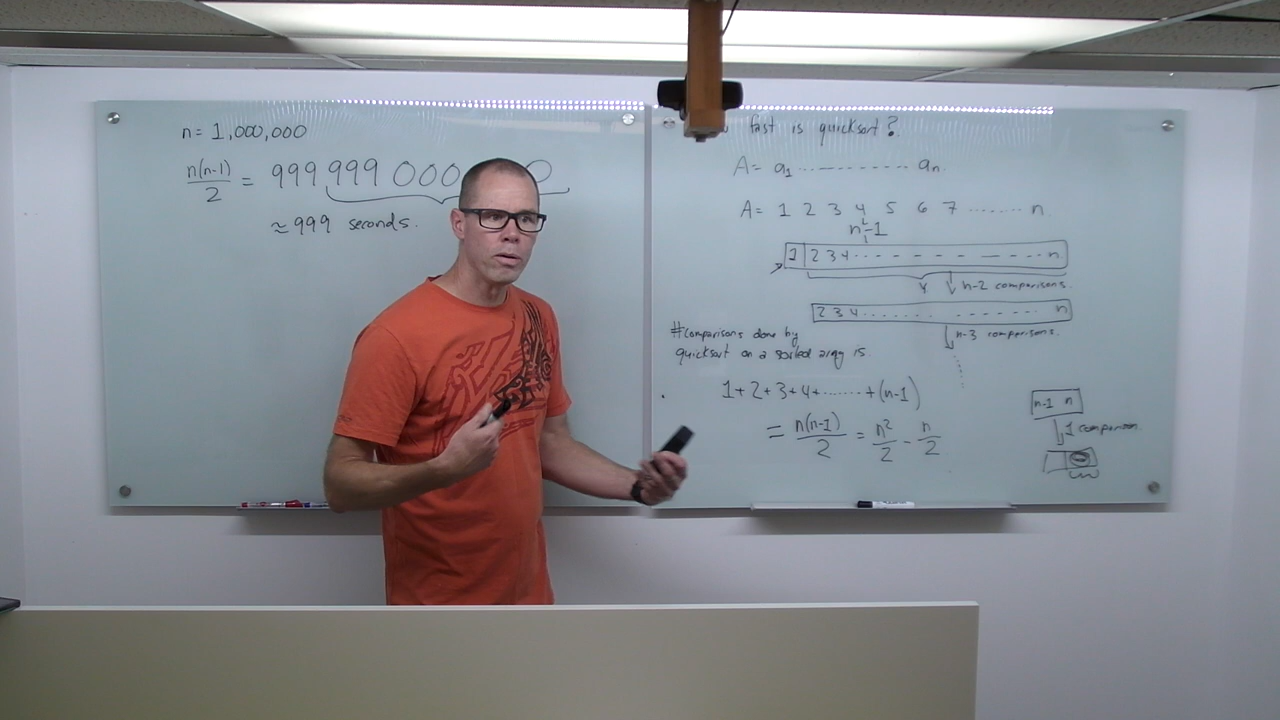 n = 1,000,000
n(n-1)/2 = 999 999 000
≈ 999 seconds.
fast is quicksort?
A = a₁ ·········· aₙ
A = 1 2 3 4 5 6 7 ········ n
n-1
1 2 3 4 ·········· n
n-2 comparisons.
2 3 4 ·········· n
n-3 comparisons.
#comparisons done by
quicksort on a sorted array is
1+2+3+4+······+(n-1)
= n(n-1)/2 = n²/2 - n/2
n-1 n
1 comparison